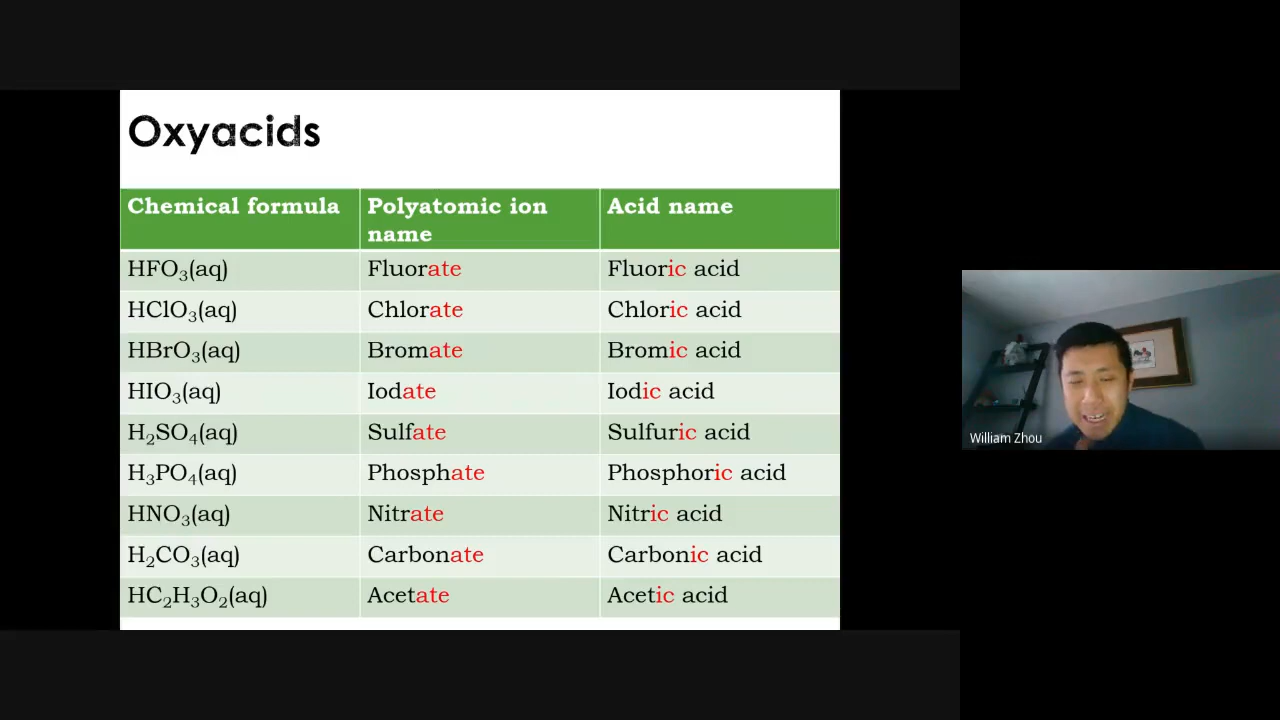 Oxyacids
Chemical formula Polyatomic ion name Acid name
HFO₃(aq) Fluorate Fluoric acid
HClO₃(aq) Chlorate Chloric acid
HBrO₃(aq) Bromate Bromic acid
HIO₃(aq) Iodate Iodic acid
H₂SO₄(aq) Sulfate Sulfuric acid
H₃PO₄(aq) Phosphate Phosphoric acid
HNO₃(aq) Nitrate Nitric acid
H₂CO₃(aq) Carbonate Carbonic acid
HC₂H₃O₂(aq) Acetate Acetic acid
William Zhou